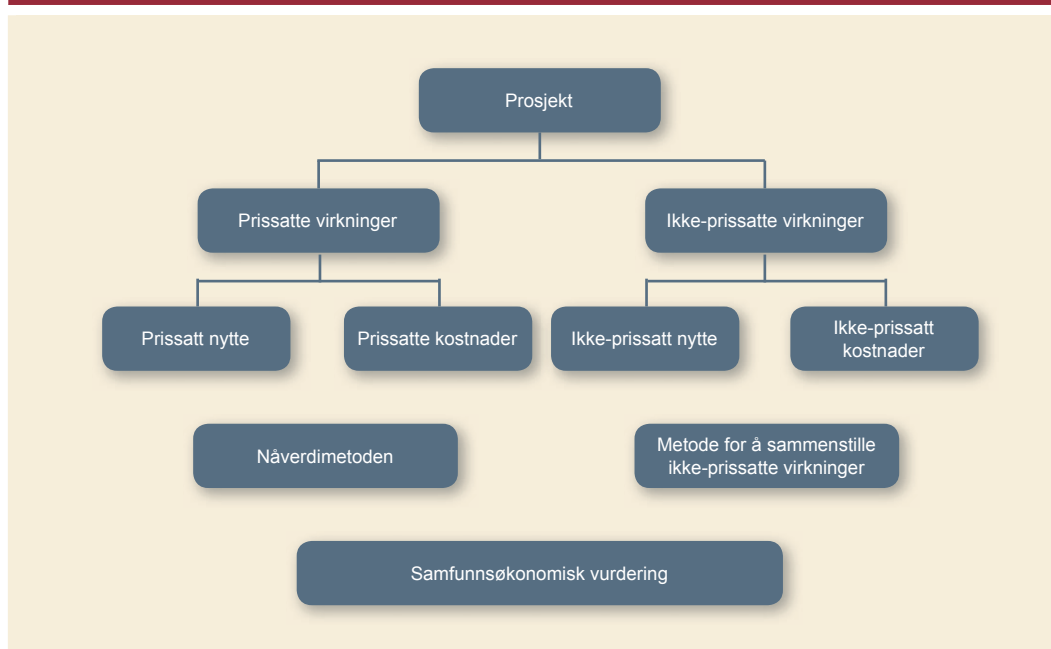 Prosjekt
Prissatte virkninger
Ikke-prissatte virkninger
Prissatt nytte
Prissatte kostnader
Ikke-prissatt nytte
Ikke-prissatt
kostnader
Nåverdimetoden
Metode for å sammenstille
ikke-prissatte virkninger
Samfunnsøkonomisk vurdering